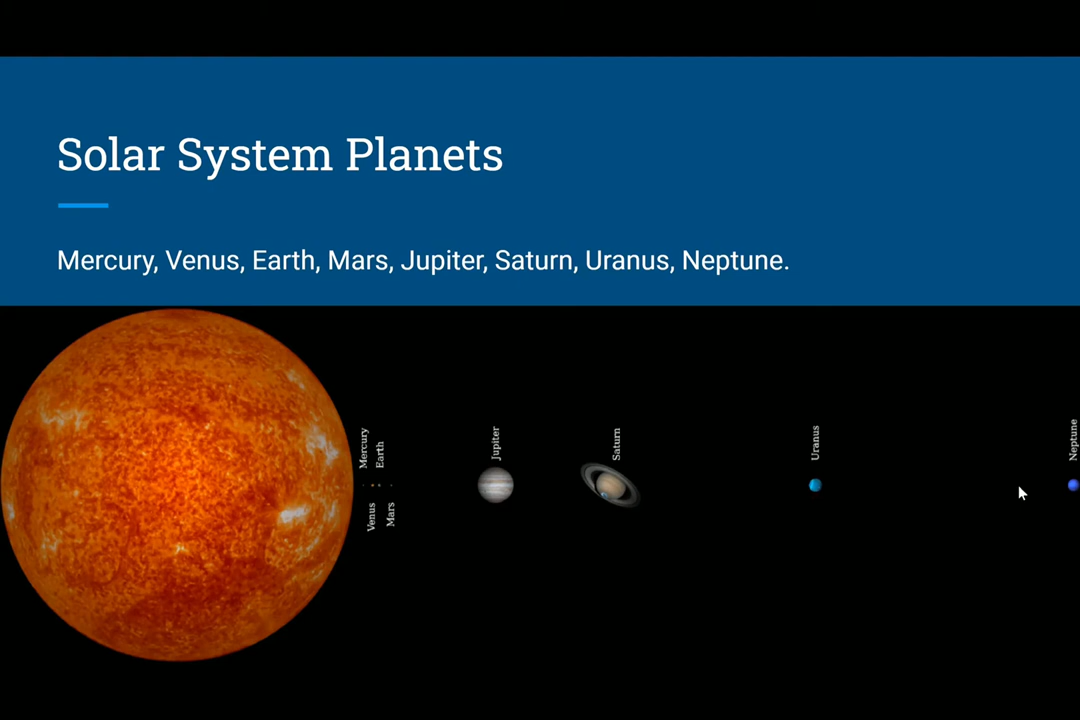 Solar System Planets
Mercury, Venus, Earth, Mars, Jupiter, Saturn, Uranus, Neptune.
Mercury
Venus
Earth
Mars
Jupiter
Saturn
Uranus
Neptune